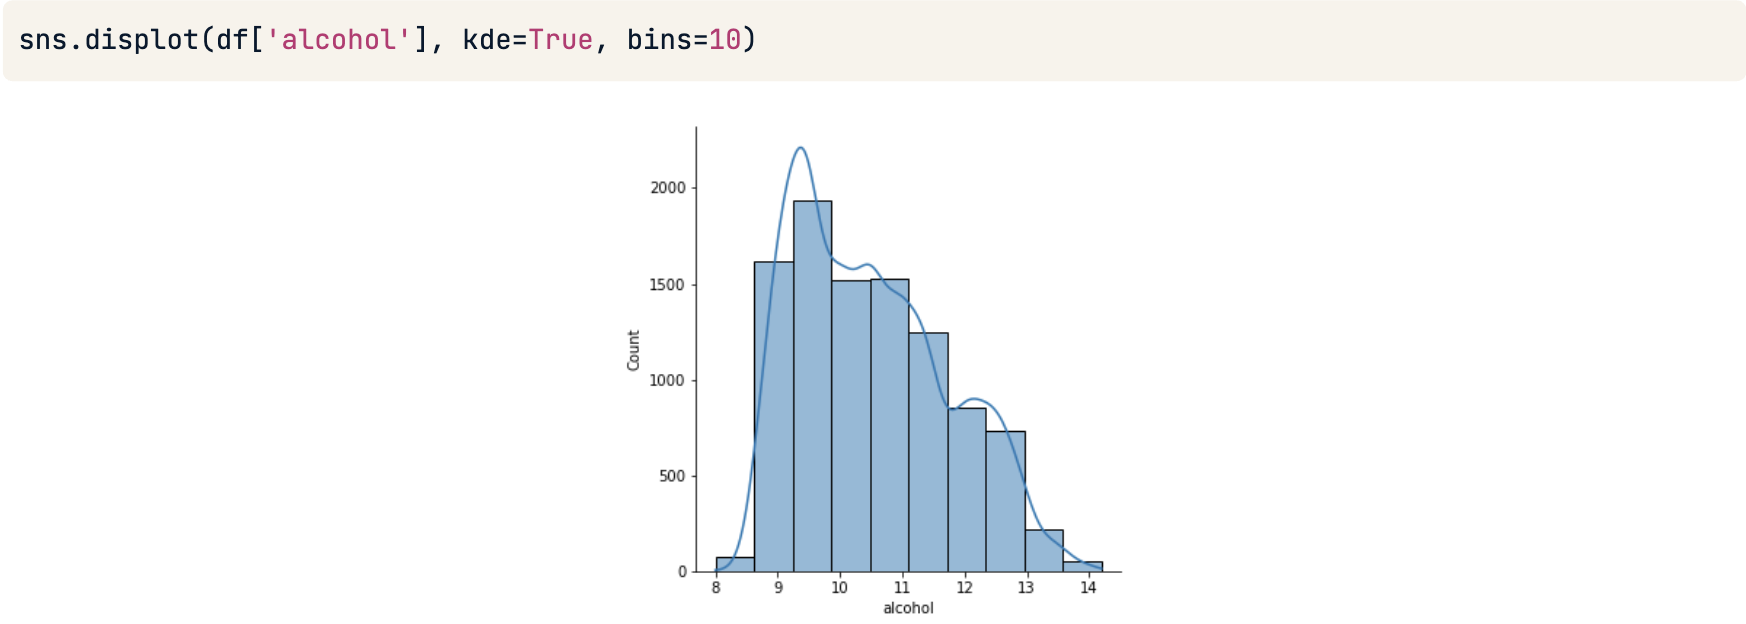 sns.displot(df['alcohol'], kde=True, bins=10)
2000
1500
1000
500
0
Count
8 9 10 11 12 13 14
alcohol